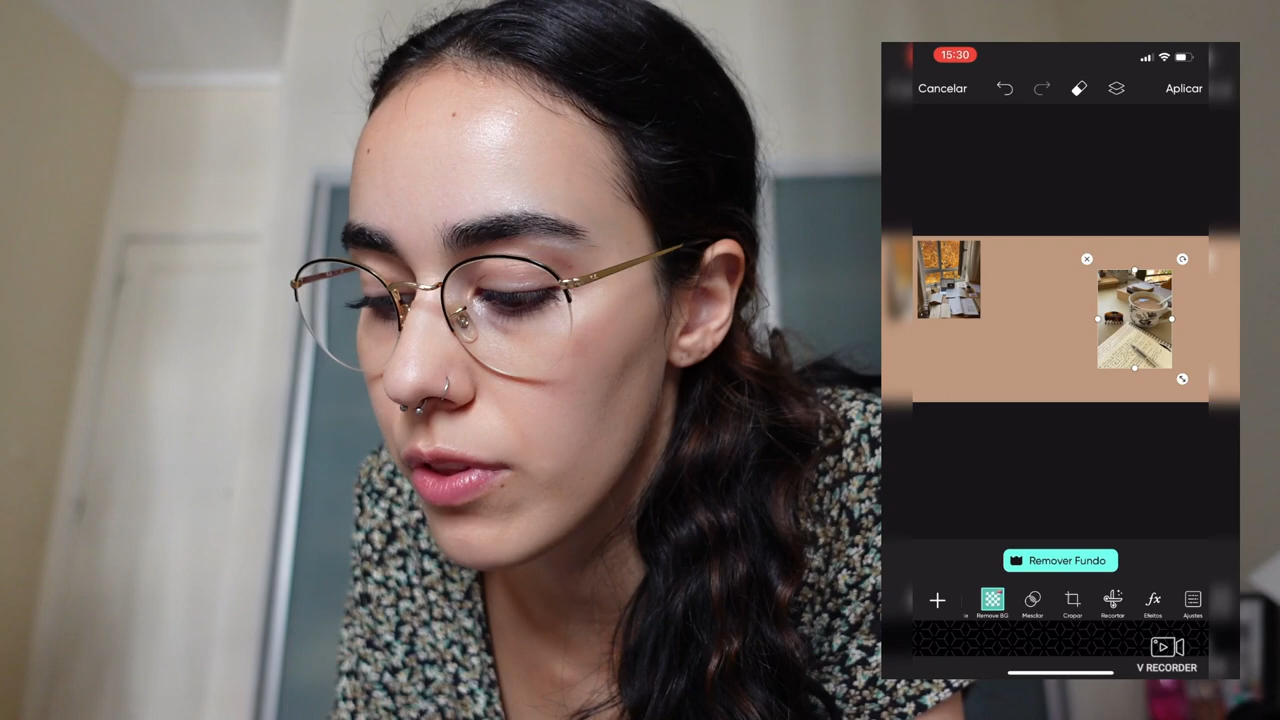 15:30
Cancelar
Aplicar
Remover Fundo
Remove BG
Mesclar
Cropar
Recortar
Efeitos
Ajustes
V RECORDER